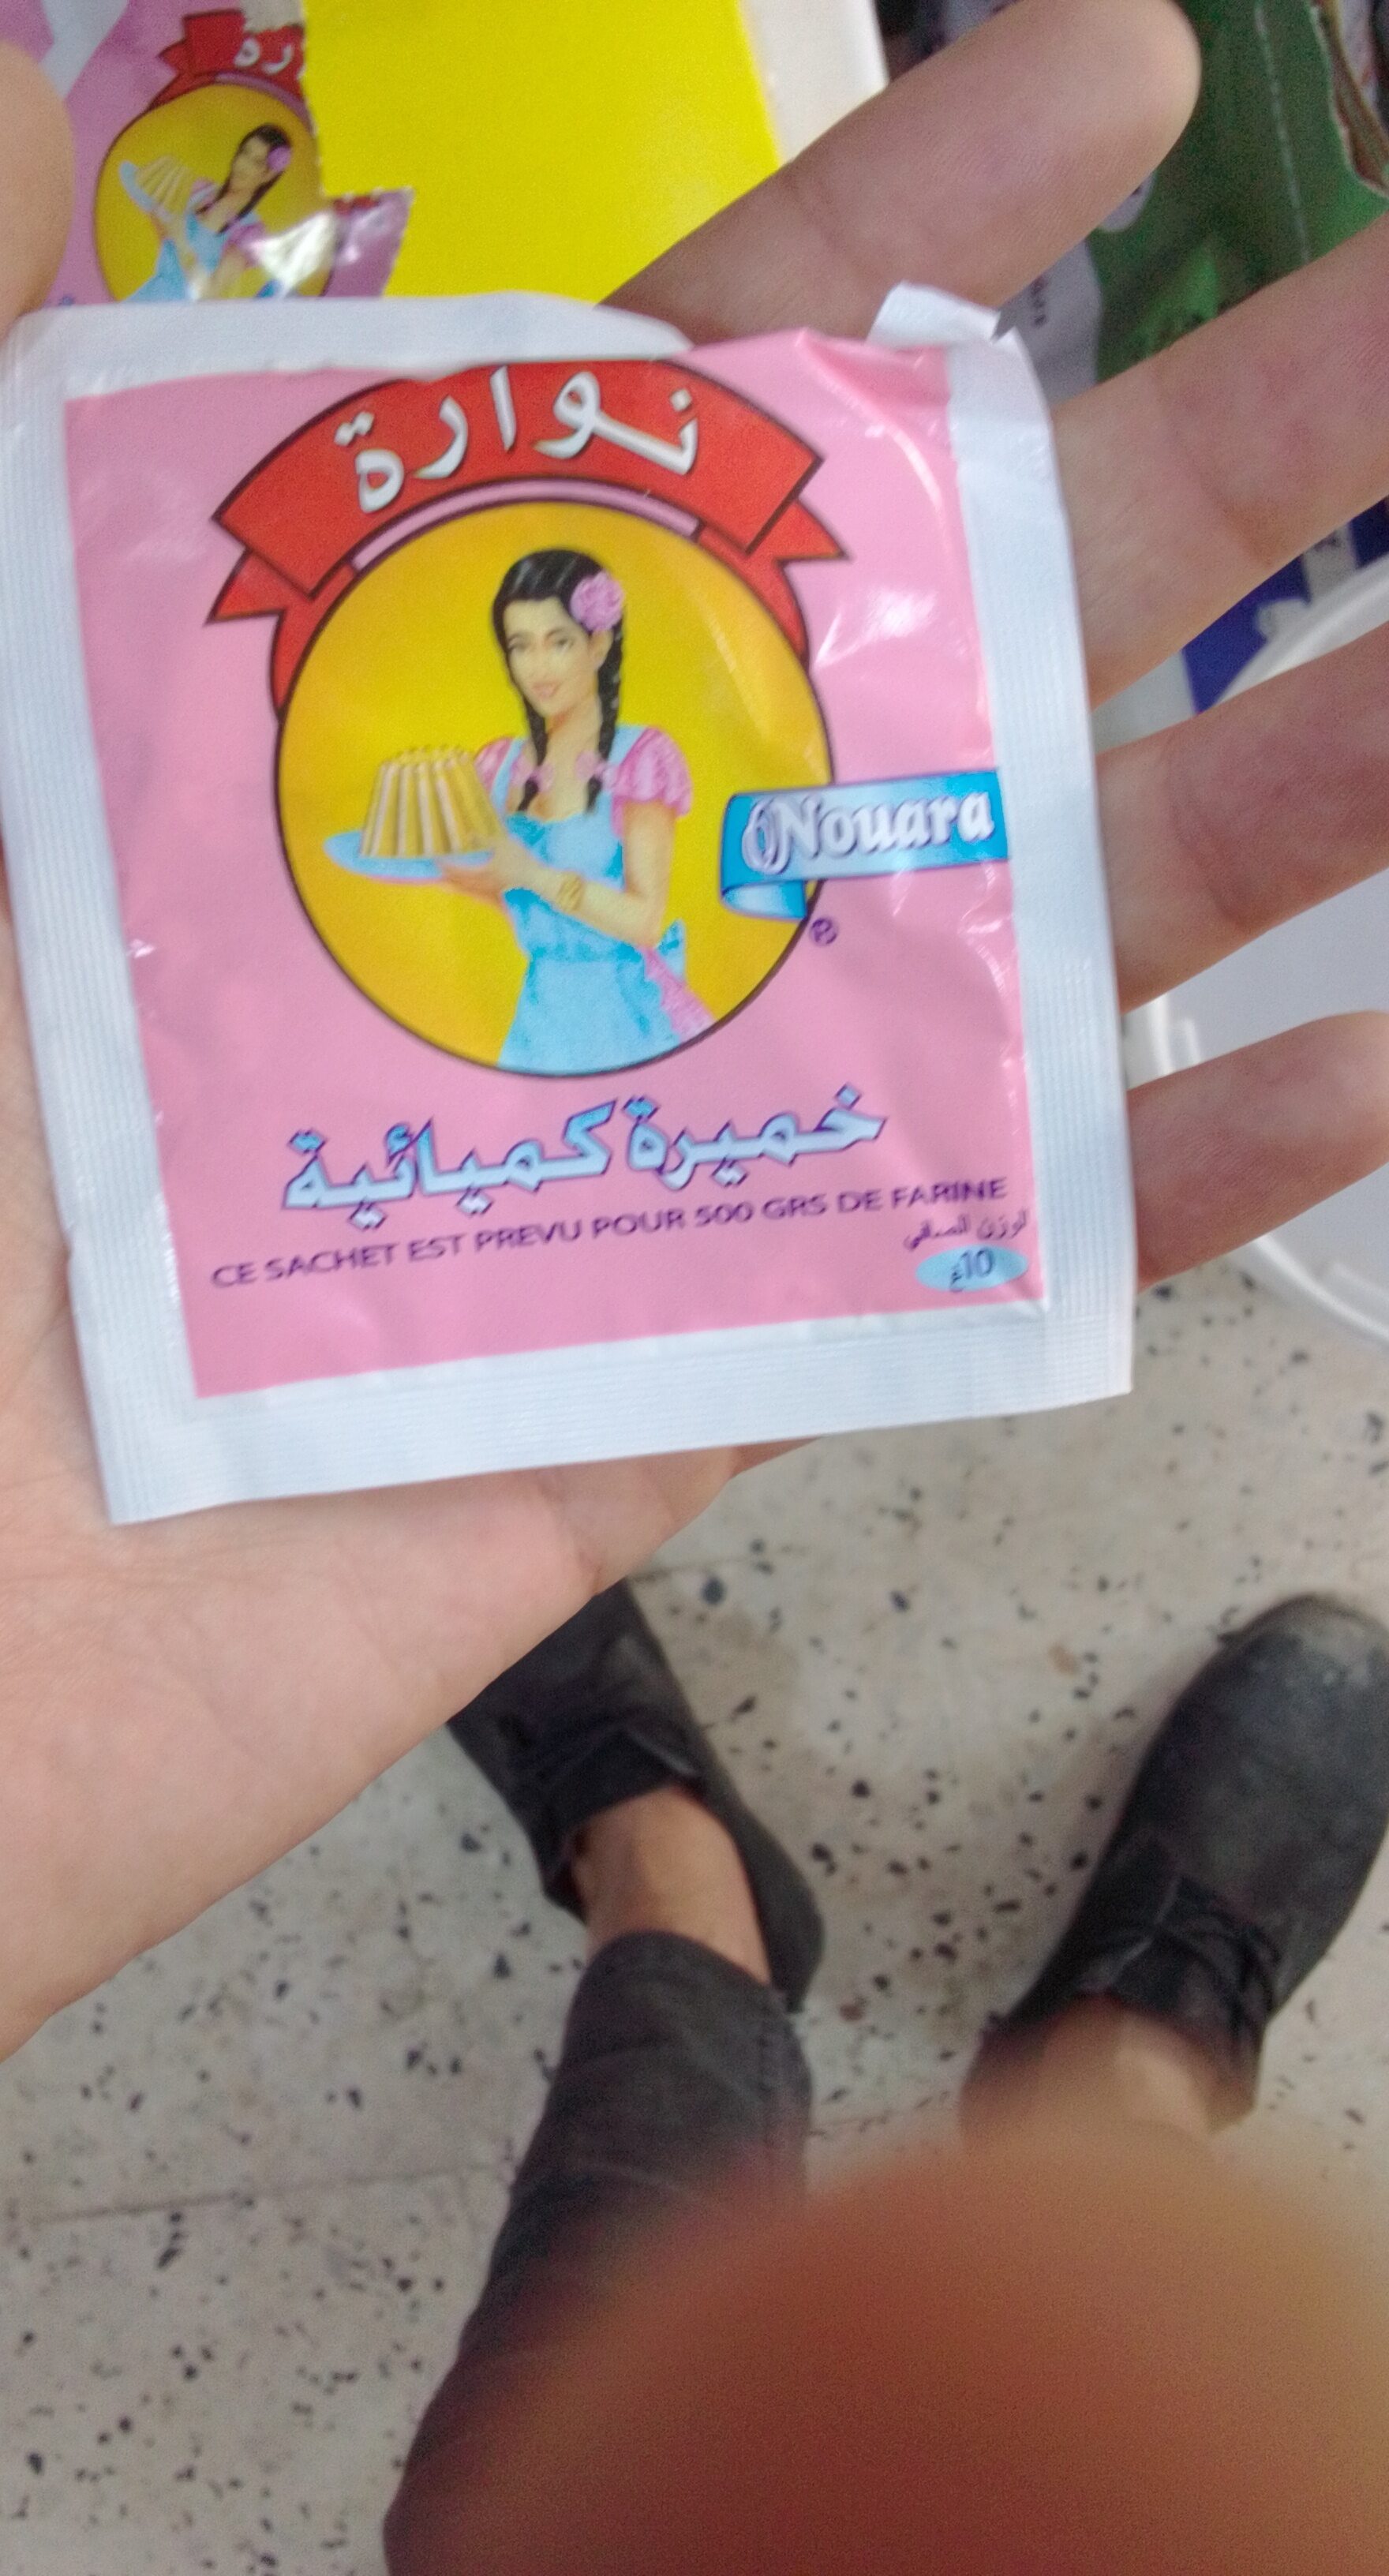 نوارة
Nouara
®
خميرة كميائية
CE SACHET EST PREVU POUR 500 GRS DE FARINE
الوزن الصافي
10غ